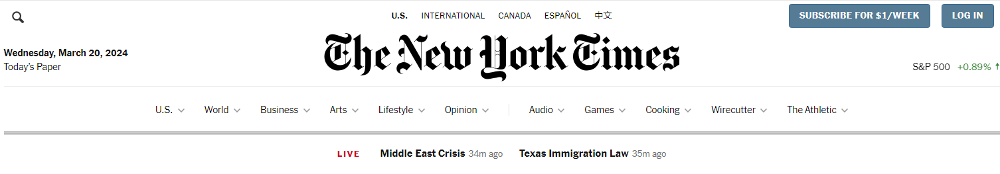 U.S. INTERNATIONAL CANADA ESPAÑOL 中文
SUBSCRIBE FOR $1/WEEK LOG IN
The New York Times
Wednesday, March 20, 2024
Today's Paper
S&P 500 +0.89%
U.S. World Business Arts Lifestyle Opinion Audio Games Cooking Wirecutter The Athletic
LIVE Middle East Crisis 34m ago Texas Immigration Law 35m ago